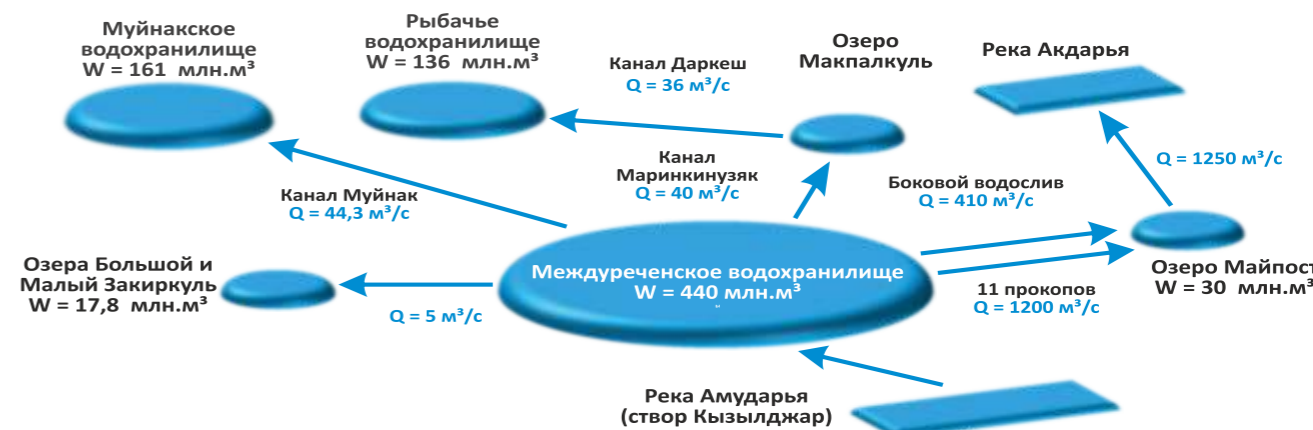 Муйнакское
водохранилище
W = 161 млн.м³
Рыбачье
водохранилище
W = 136 млн.м³
Канал Даркеш
Q = 36 м³/с
Озеро
Макпалкуль
Река Акдарья
Q = 1250 м³/с
Канал
Маринкинузяк
Q = 40 м³/с
Боковой водослив
Q = 410 м³/с
Канал Муйнак
Q = 44,3 м³/с
Озера Большой и
Малый Закиркуль
W = 17,8 млн.м³
Q = 5 м³/с
Междуреченское водохранилище
W = 440 млн.м³
Озеро Майпост
W = 30 млн.м³
11 прокопов
Q = 1200 м³/с
Река Амударья
(створ Кызылджар)